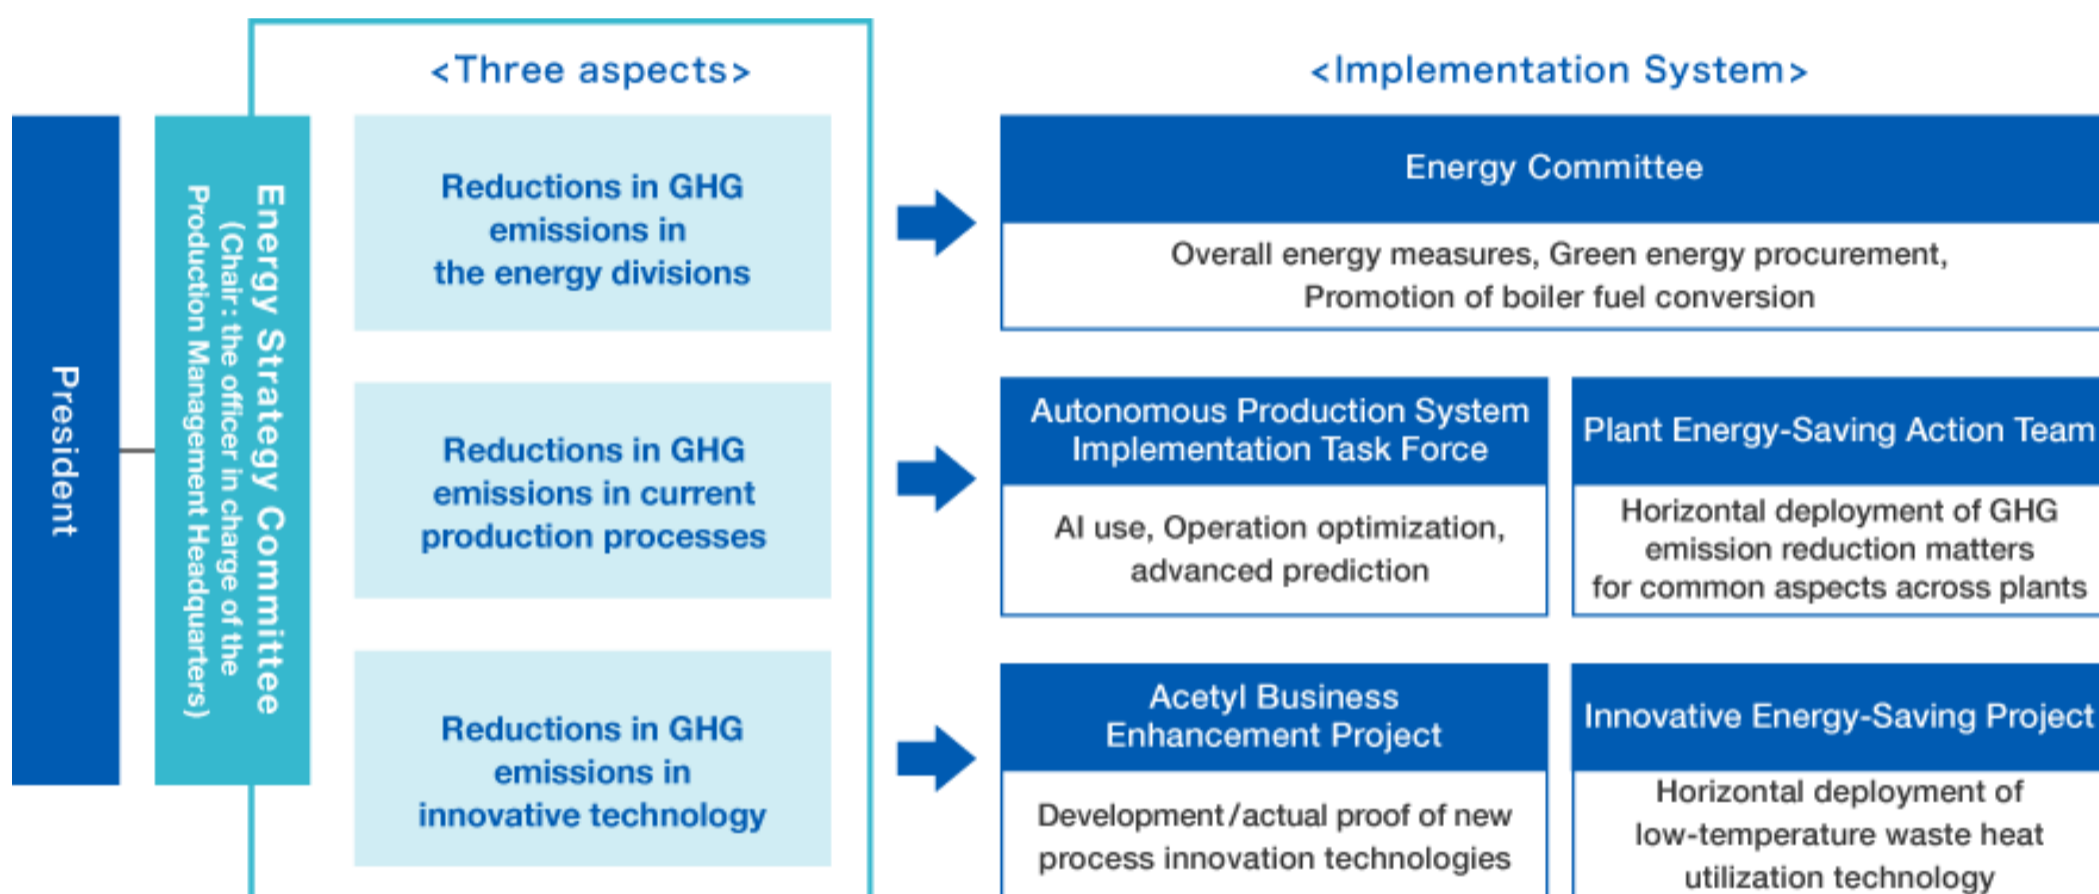 <Three aspects>
<Implementation System>
President
Energy Strategy Committee
(Chair: the officer in charge of the
Production Management Headquarters)
Reductions in GHG
emissions in
the energy divisions
Energy Committee
Overall energy measures, Green energy procurement,
Promotion of boiler fuel conversion
Reductions in GHG
emissions in current
production processes
Autonomous Production System
Implementation Task Force
AI use, Operation optimization,
advanced prediction
Plant Energy-Saving Action Team
Horizontal deployment of GHG
emission reduction matters
for common aspects across plants
Reductions in GHG
emissions in
innovative technology
Acetyl Business
Enhancement Project
Development/actual proof of new
process innovation technologies
Innovative Energy-Saving Project
Horizontal deployment of
low-temperature waste heat
utilization technology